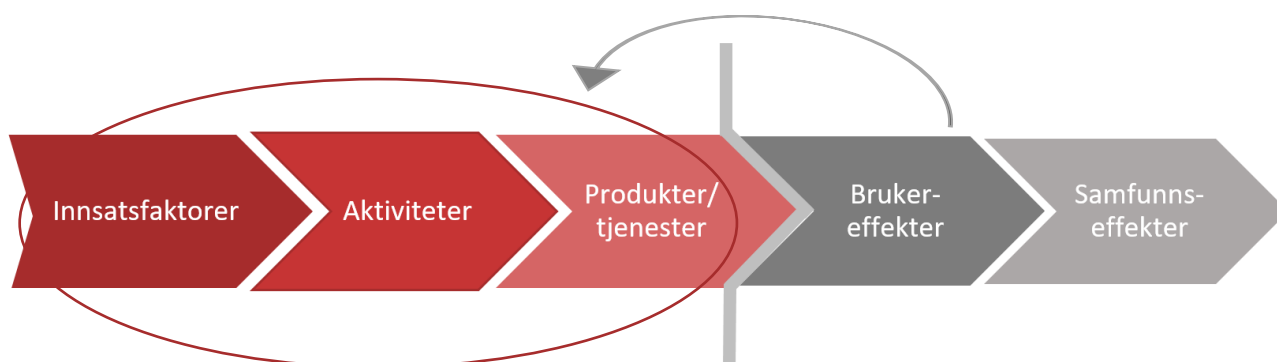 Innsatsfaktorer
Aktiviteter
Produkter/
tjenester
Bruker-
effekter
Samfunns-
effekter